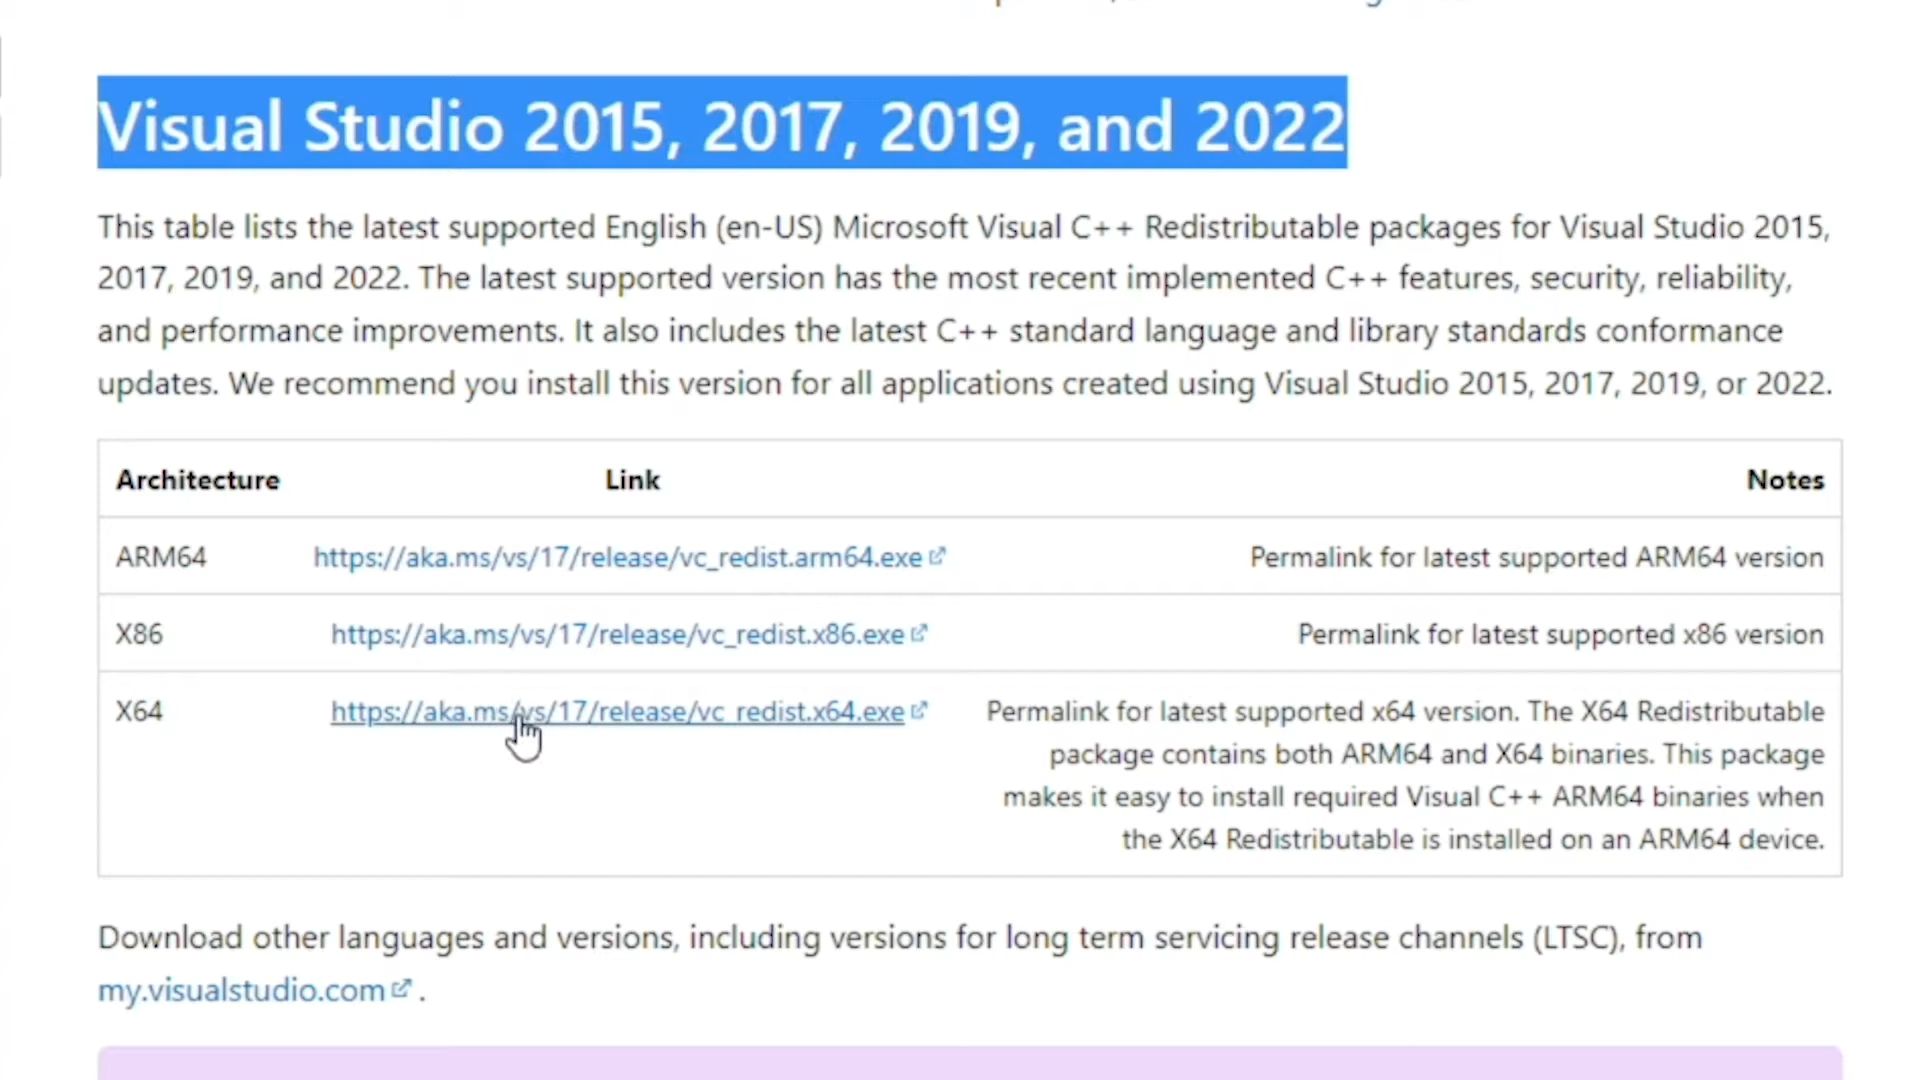 Visual Studio 2015, 2017, 2019, and 2022
This table lists the latest supported English (en-US) Microsoft Visual C++ Redistributable packages for Visual Studio 2015,
2017, 2019, and 2022. The latest supported version has the most recent implemented C++ features, security, reliability,
and performance improvements. It also includes the latest C++ standard language and library standards conformance
updates. We recommend you install this version for all applications created using Visual Studio 2015, 2017, 2019, or 2022.
Architecture Link Notes
ARM64 https://aka.ms/vs/17/release/vc_redist.arm64.exe Permalink for latest supported ARM64 version
X86 https://aka.ms/vs/17/release/vc_redist.x86.exe Permalink for latest supported x86 version
X64 https://aka.ms/vs/17/release/vc_redist.x64.exe Permalink for latest supported x64 version. The X64 Redistributable
package contains both ARM64 and X64 binaries. This package
makes it easy to install required Visual C++ ARM64 binaries when
the X64 Redistributable is installed on an ARM64 device.
Download other languages and versions, including versions for long term servicing release channels (LTSC), from
my.visualstudio.com .